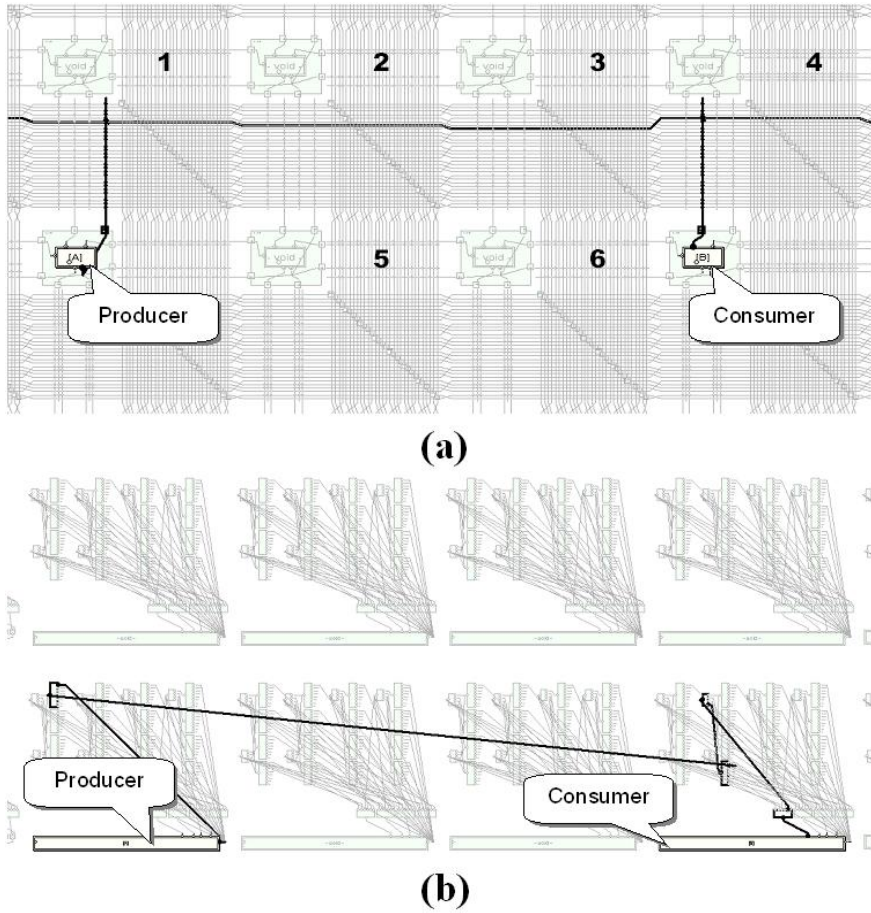 1 2 3 4
void void void void
[A] void void [B]
5 6
Producer Consumer
(a)
Producer
Consumer
(b)